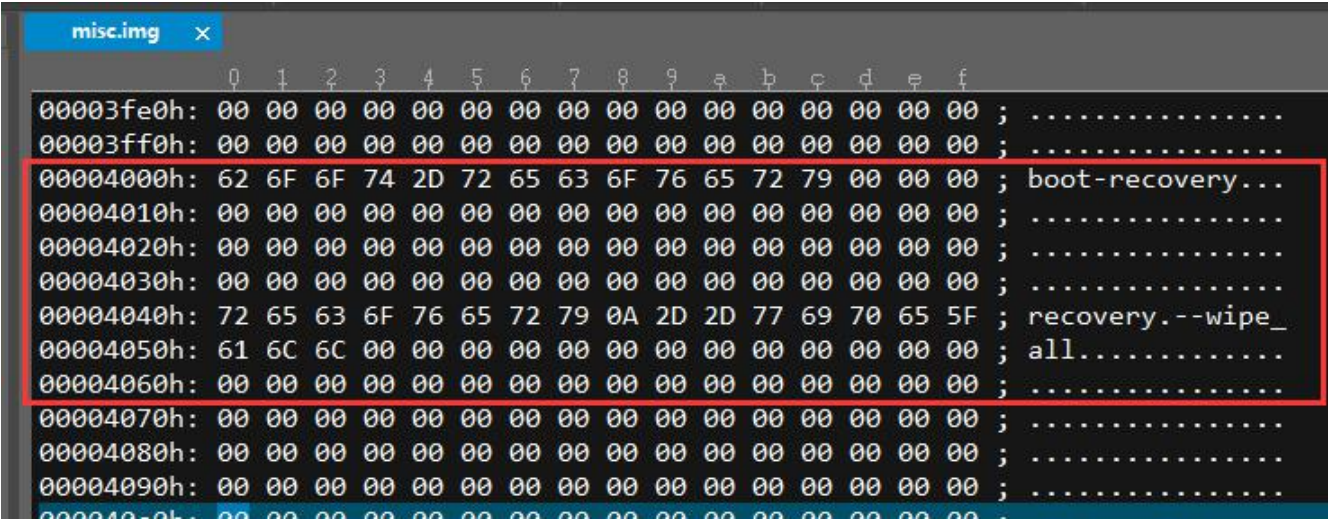 misc.img ×
0 1 2 3 4 5 6 7 8 9 a b c d e f
00003fe0h: 00 00 00 00 00 00 00 00 00 00 00 00 00 00 00 00 ; ................
00003ff0h: 00 00 00 00 00 00 00 00 00 00 00 00 00 00 00 00 ; ................
00004000h: 62 6F 6F 74 2D 72 65 63 6F 76 65 72 79 00 00 00 ; boot-recovery...
00004010h: 00 00 00 00 00 00 00 00 00 00 00 00 00 00 00 00 ; ................
00004020h: 00 00 00 00 00 00 00 00 00 00 00 00 00 00 00 00 ; ................
00004030h: 00 00 00 00 00 00 00 00 00 00 00 00 00 00 00 00 ; ................
00004040h: 72 65 63 6F 76 65 72 79 0A 2D 2D 77 69 70 65 5F ; recovery.--wipe_
00004050h: 61 6C 6C 00 00 00 00 00 00 00 00 00 00 00 00 00 ; all.............
00004060h: 00 00 00 00 00 00 00 00 00 00 00 00 00 00 00 00 ; ................
00004070h: 00 00 00 00 00 00 00 00 00 00 00 00 00 00 00 00 ; ................
00004080h: 00 00 00 00 00 00 00 00 00 00 00 00 00 00 00 00 ; ................
00004090h: 00 00 00 00 00 00 00 00 00 00 00 00 00 00 00 00 ; ................